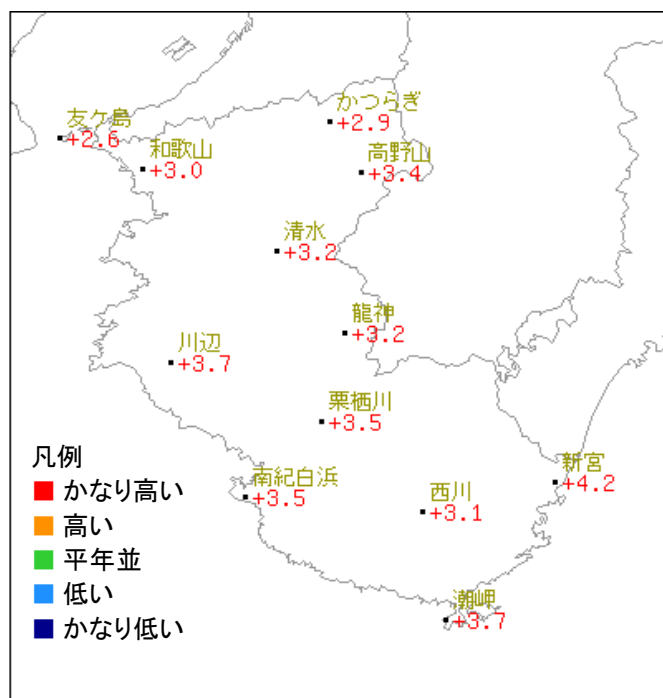 かつらぎ
+2.9
友ケ島
+2.6
和歌山
+3.0
高野山
+3.4
清水
+3.2
龍神
+3.2
川辺
+3.7
栗栖川
+3.5
新宮
+4.2
南紀白浜
+3.5
西川
+3.1
潮岬
+3.7
凡例
かなり高い
高い
平年並
低い
かなり低い